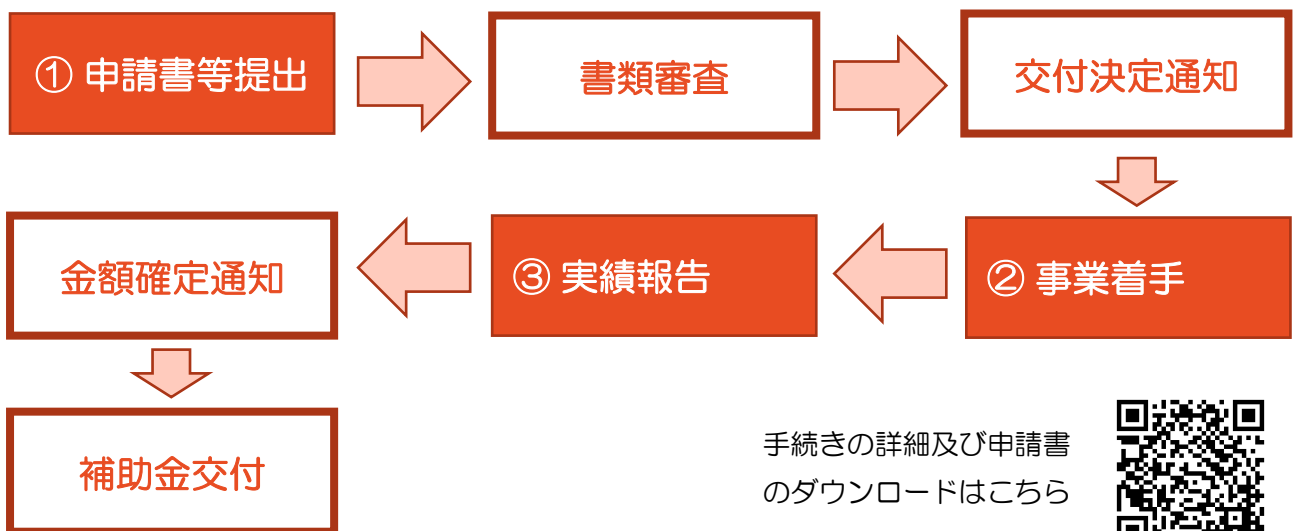 ① 申請書等提出
書類審査
交付決定通知
② 事業着手
③ 実績報告
金額確定通知
補助金交付
手続きの詳細及び申請書
のダウンロードはこちら